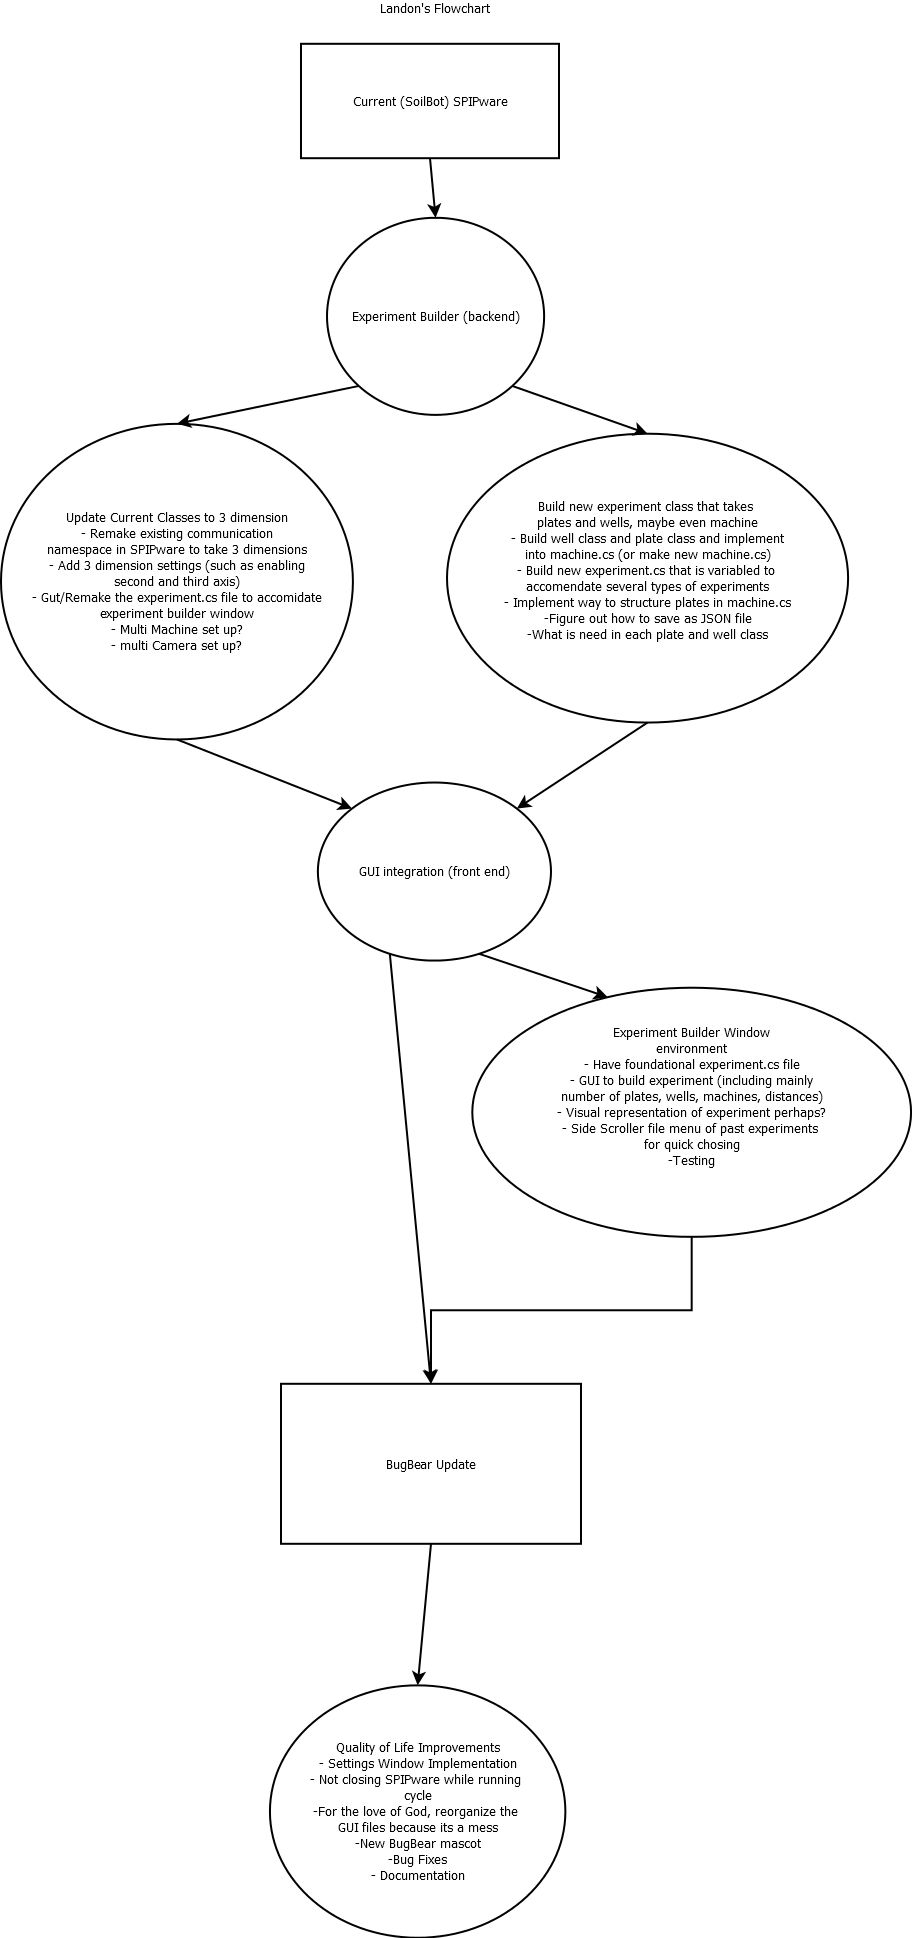 Landon's Flowchart
Current (SoilBot) SPIPware
Experiment Builder (backend)
Update Current Classes to 3 dimension
- Remake existing communication
namespace in SPIPware to take 3 dimensions
- Add 3 dimension settings (such as enabling
second and third axis)
- Gut/Remake the experiment.cs file to accomidate
experiment builder window
- Multi Machine set up?
- multi Camera set up?
Build new experiment class that takes
plates and wells, maybe even machine
- Build well class and plate class and implement
into machine.cs (or make new machine.cs)
- Build new experiment.cs that is variabled to
accomendate several types of experiments
- Implement way to structure plates in machine.cs
-Figure out how to save as JSON file
-What is need in each plate and well class
GUI integration (front end)
Experiment Builder Window
environment
- Have foundational experiment.cs file
- GUI to build experiment (including mainly
number of plates, wells, machines, distances)
- Visual representation of experiment perhaps?
- Side Scroller file menu of past experiments
for quick chosing
-Testing
BugBear Update
Quality of Life Improvements
- Settings Window Implementation
- Not closing SPIPware while running
cycle
-For the love of God, reorganize the
GUI files because its a mess
-New BugBear mascot
-Bug Fixes
- Documentation